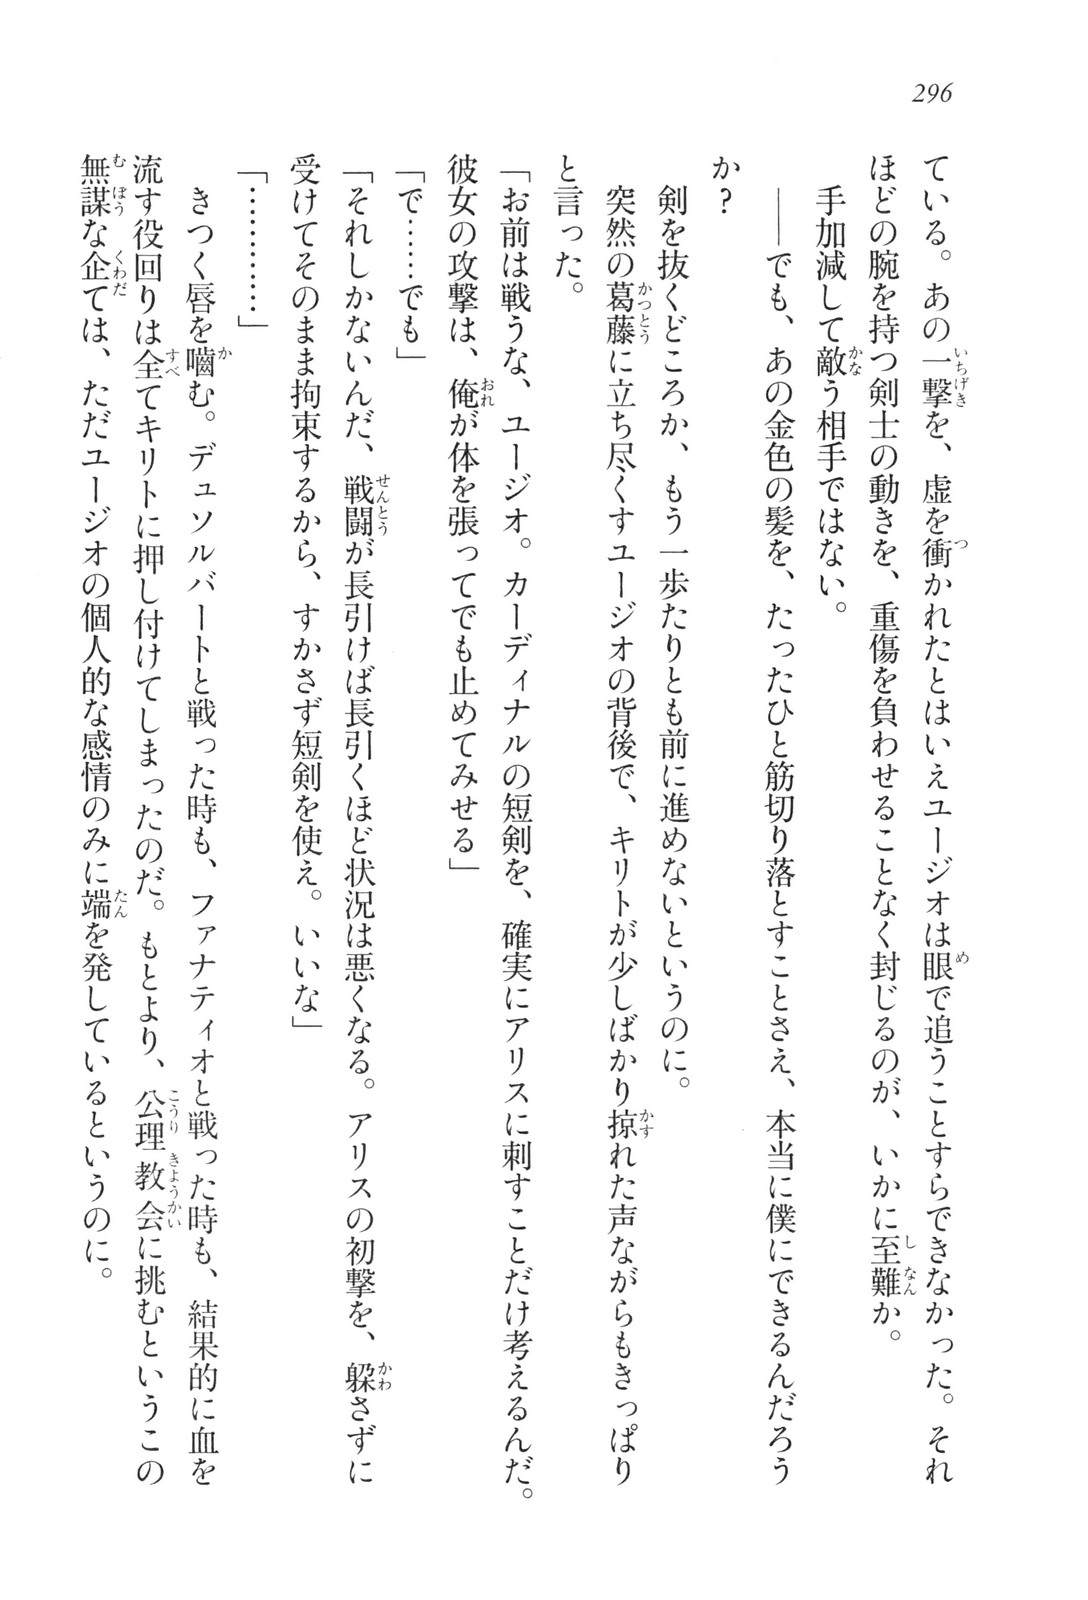 296
ている。あの一撃を、虚を衝かれたとはいえユージオは眼で追うことすらできなかった。それ
ほどの腕を持つ剣士の動きを、重傷を負わせることなく封じるのが、いかに至難か。
手加減して敵う相手ではない。
――でも、あの金色の髪を、たったひと筋切り落とすことさえ、本当に僕にできるんだろう
か？
剣を抜くどころか、もう一歩たりとも前に進めないというのに。
突然の葛藤に立ち尽くすユージオの背後で、キリトが少しばかり掠れた声ながらもきっぱり
と言った。
「お前は戦うな、ユージオ。カーディナルの短剣を、確実にアリスに刺すことだけ考えるんだ。
彼女の攻撃は、俺が体を張ってでも止めてみせる」
「で……でも」
「それしかないんだ、戦闘が長引けば長引くほど状況は悪くなる。アリスの初撃を、躱さずに
受けてそのまま拘束するから、すかさず短剣を使え。いいな」
「…………」
きつく唇を嚙む。デュソルバートと戦った時も、ファナティオと戦った時も、結果的に血を
流す役回りは全てキリトに押し付けてしまったのだ。もとより、公理教会に挑むというこの
無謀な企ては、ただユージオの個人的な感情のみに端を発しているというのに。